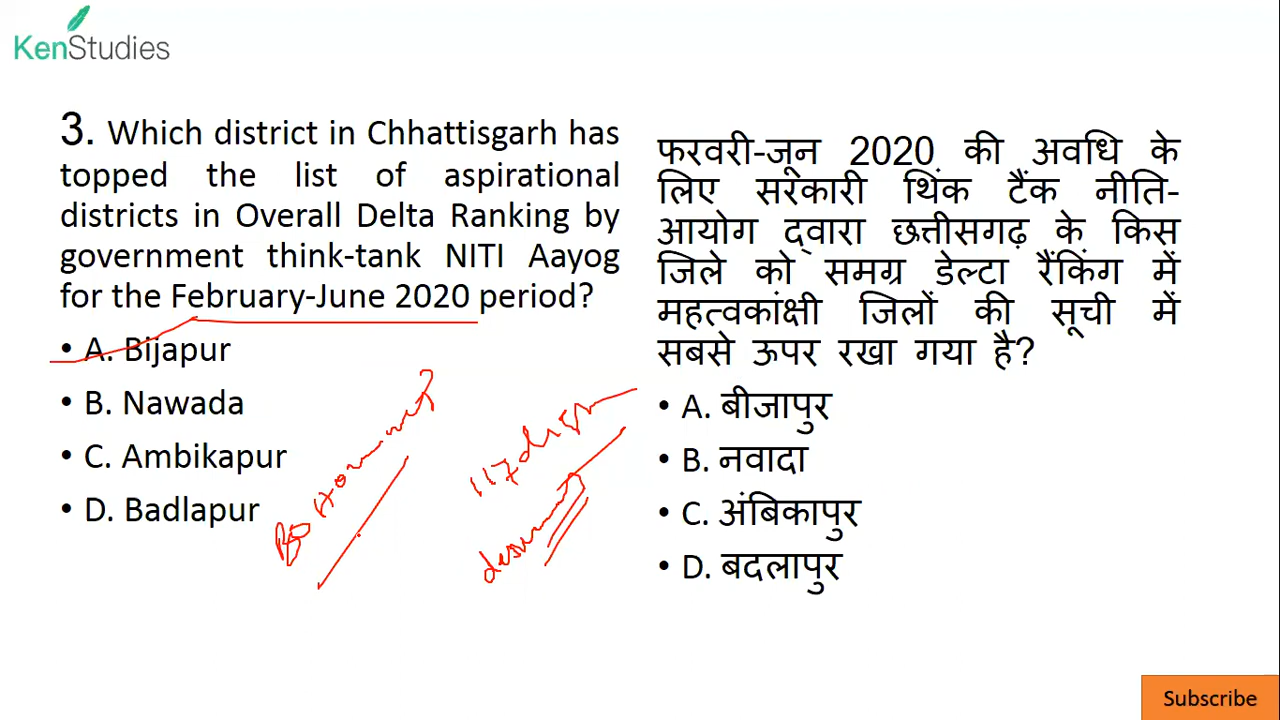 KenStudies
3. Which district in Chhattisgarh has
topped the list of aspirational
districts in Overall Delta Ranking by
government think-tank NITI Aayog
for the February-June 2020 period?
• A. Bijapur
• B. Nawada
• C. Ambikapur
• D. Badlapur
117
फरवरी-जून 2020 की अवधि के
लिए सरकारी थिंक टैंक नीति-
आयोग द्वारा छत्तीसगढ़ के किस
जिले को समग्र डेल्टा रैंकिंग में
महत्वकांक्षी जिलों की सूची में
सबसे ऊपर रखा गया है?
• A. बीजापुर
• B. नवादा
• C. अंबिकापुर
• D. बदलापुर
Subscribe